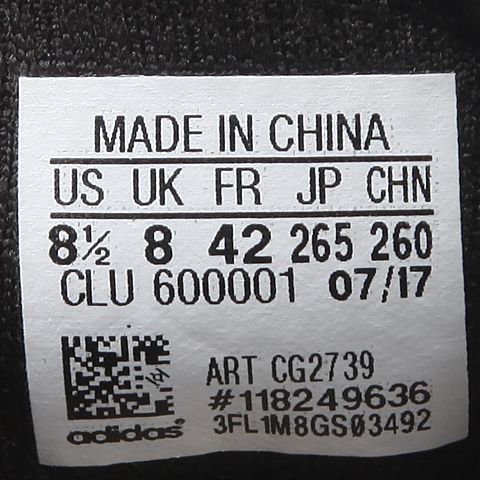 MADE IN CHINA
US UK FR JP CHN
8½ 8 42 265 260
CLU 600001 07/17
ART CG2739
#118249636
adidas® 3FL1M8GS03492